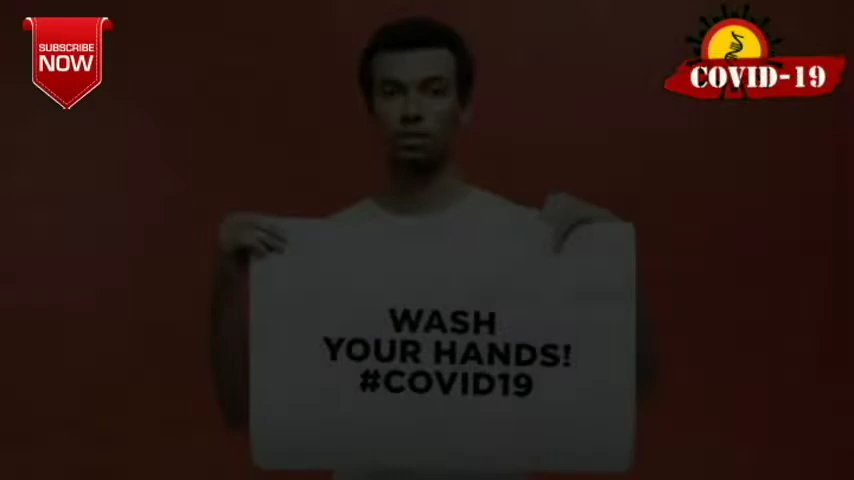 SUBSCRIBE
NOW
COVID-19
WASH
YOUR HANDS!
#COVID19